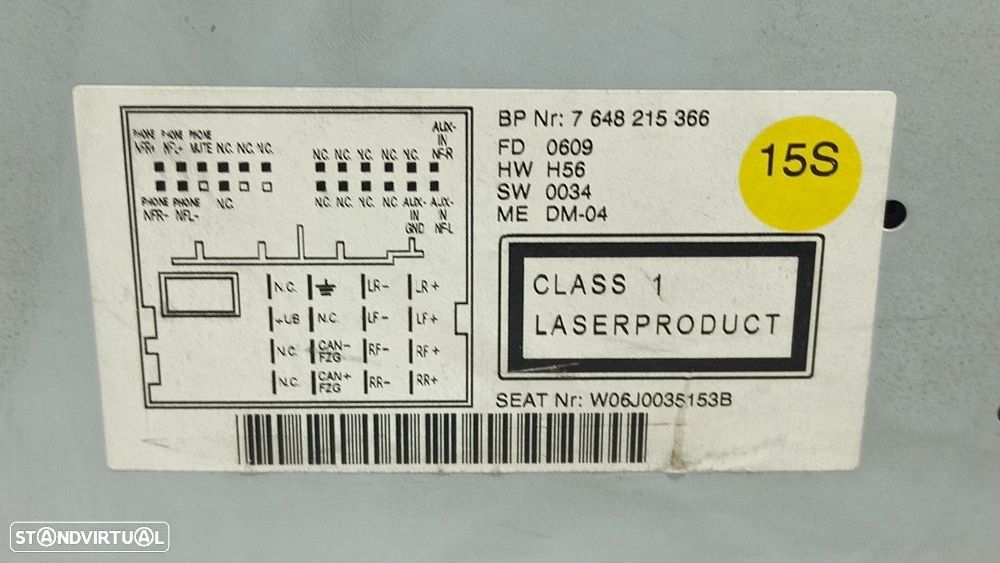 PHONE NFR+ PHONE NFL+ PHONE MUTE N.C. N.C. N.C. N.C. N.C. N.C. N.C. N.C. N.C. AUX-IN NF-R
PHONE NFR- PHONE NFL- N.C. N.C. N.C. N.C. N.C. AUX-IN GND AUX-IN NF-L
N.C. LR- LR+
+UB N.C. LF- LF+
N.C. CAN- FZG RF- RF+
N.C. CAN+ FZG RR- RR+
BP Nr: 7 648 215 366
FD 0609
HW H56
SW 0034
ME DM-04
15S
CLASS 1
LASERPRODUCT
SEAT Nr: W06J0035153B
STANDVIRTUAL